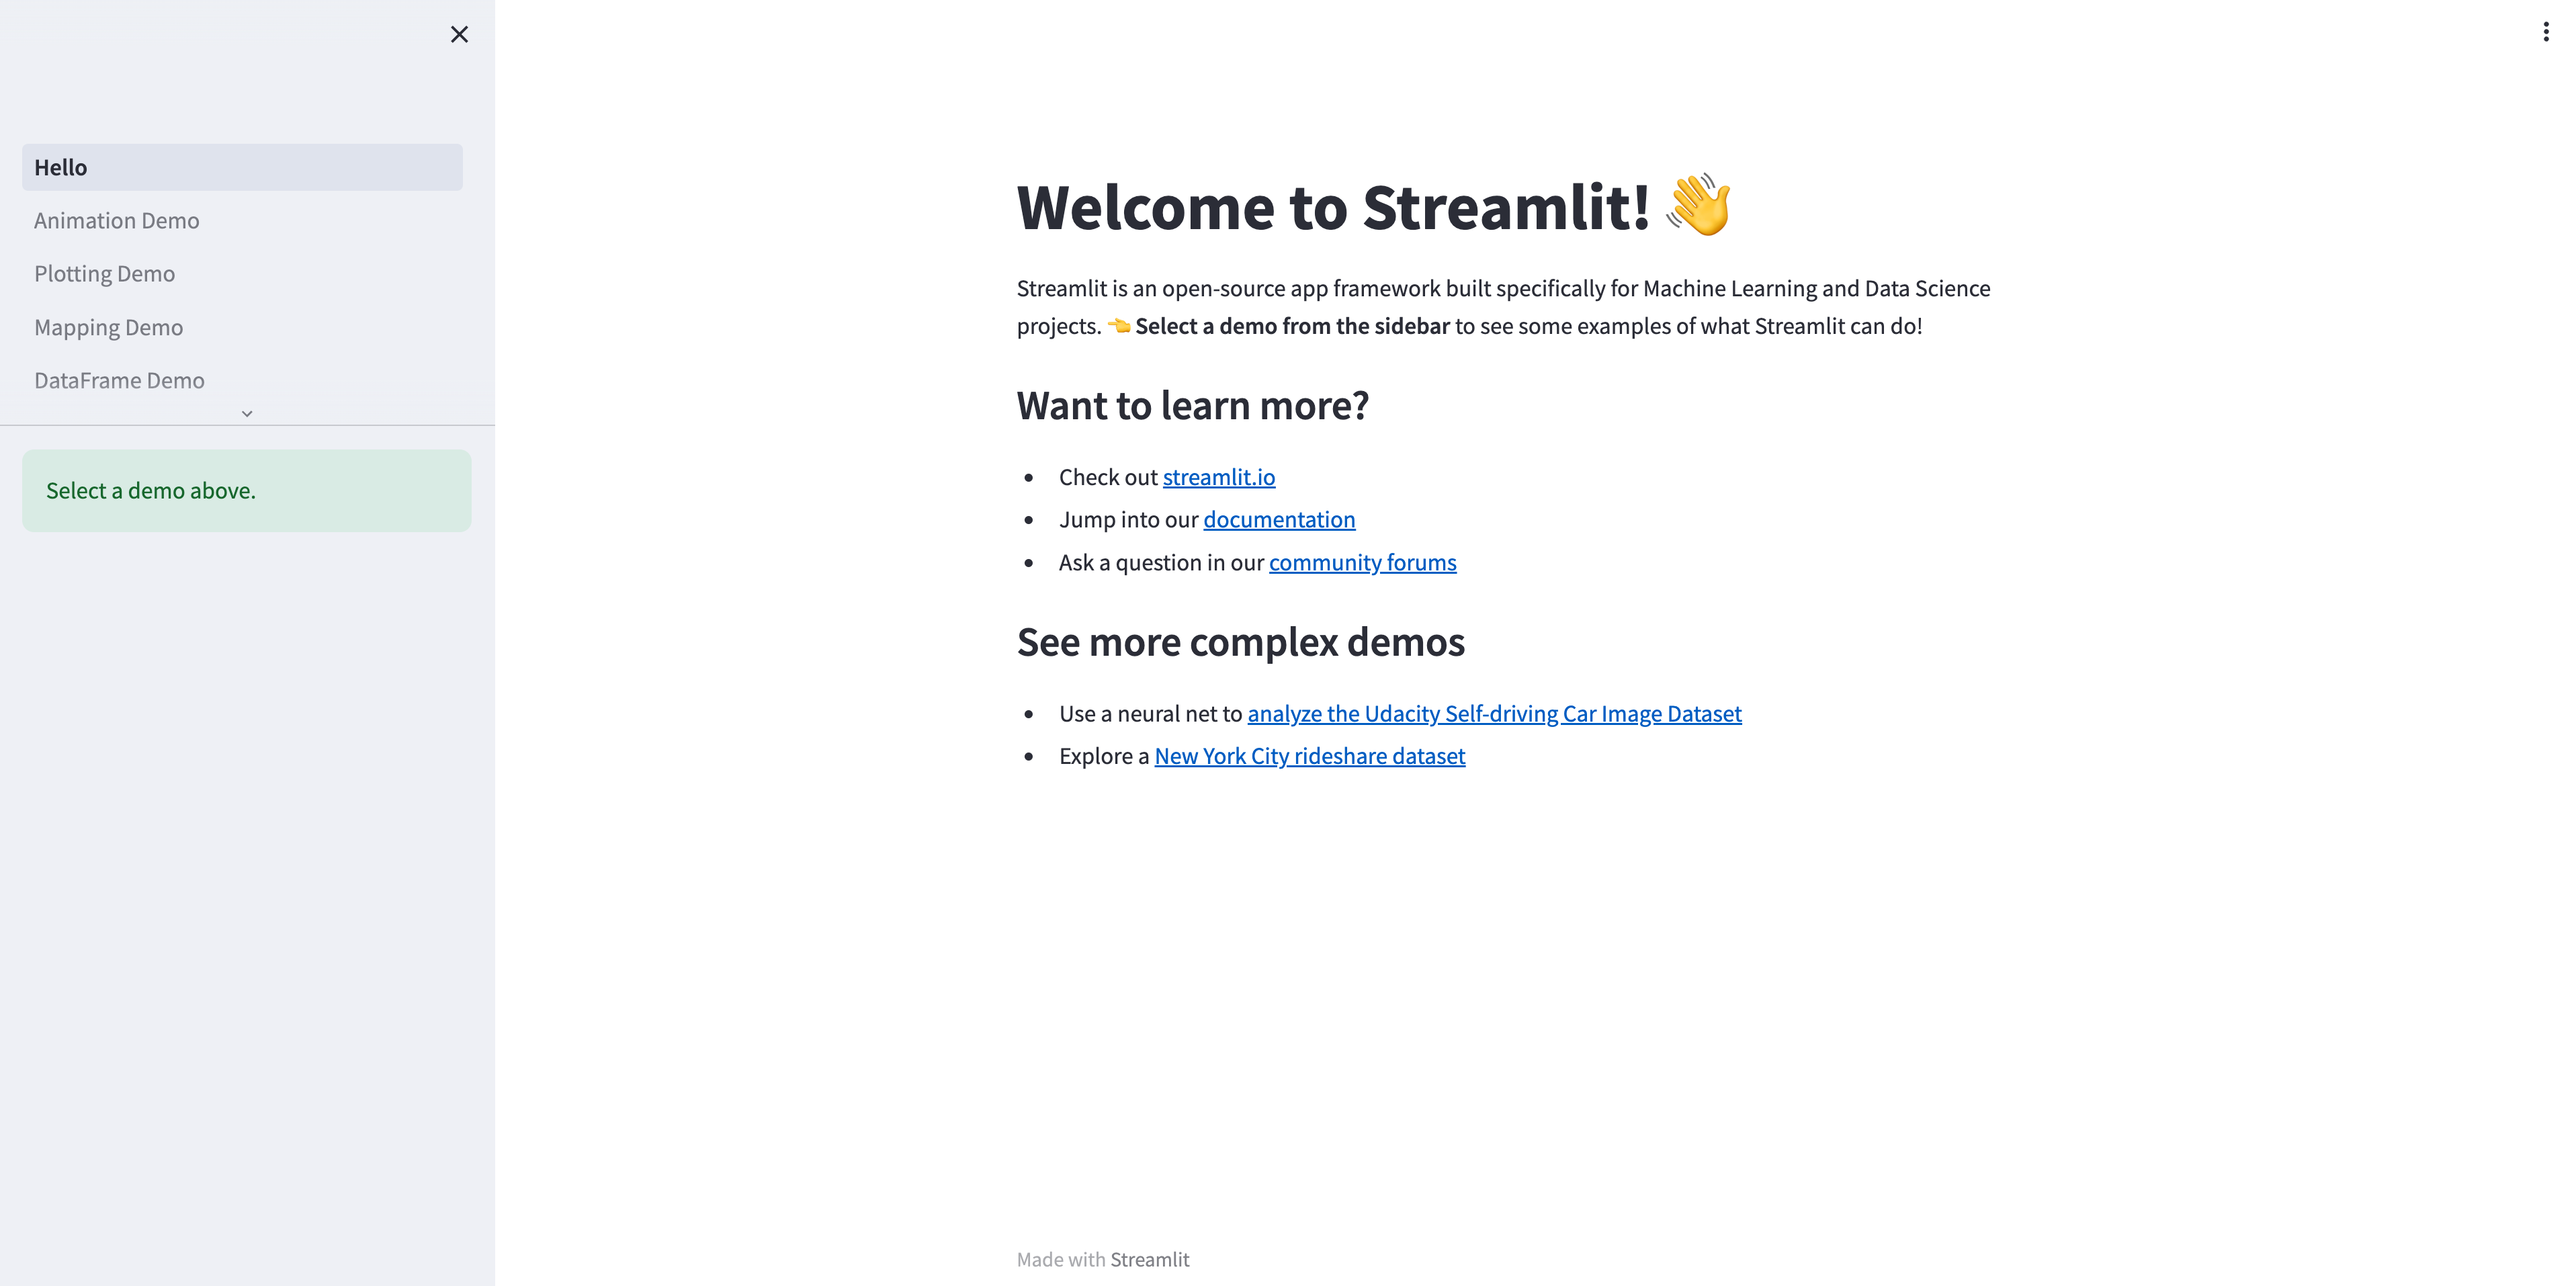 Hello
Animation Demo
Plotting Demo
Mapping Demo
DataFrame Demo
Select a demo above.
Welcome to Streamlit! 👋
Streamlit is an open-source app framework built specifically for Machine Learning and Data Science
projects. 👈 Select a demo from the sidebar to see some examples of what Streamlit can do!
Want to learn more?
• Check out streamlit.io
• Jump into our documentation
• Ask a question in our community forums
See more complex demos
• Use a neural net to analyze the Udacity Self-driving Car Image Dataset
• Explore a New York City rideshare dataset
Made with Streamlit